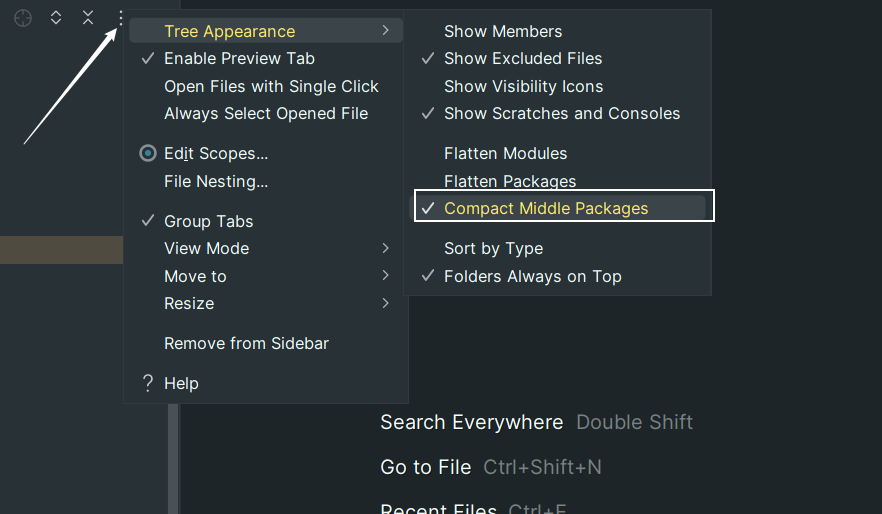 Tree Appearance
Enable Preview Tab
Open Files with Single Click
Always Select Opened File
Edit Scopes...
File Nesting...
Group Tabs
View Mode
Move to
Resize
Remove from Sidebar
? Help
Show Members
Show Excluded Files
Show Visibility Icons
Show Scratches and Consoles
Flatten Modules
Flatten Packages
Compact Middle Packages
Sort by Type
Folders Always on Top
Search Everywhere Double Shift
Go to File Ctrl+Shift+N
Recent Files Ctrl+E